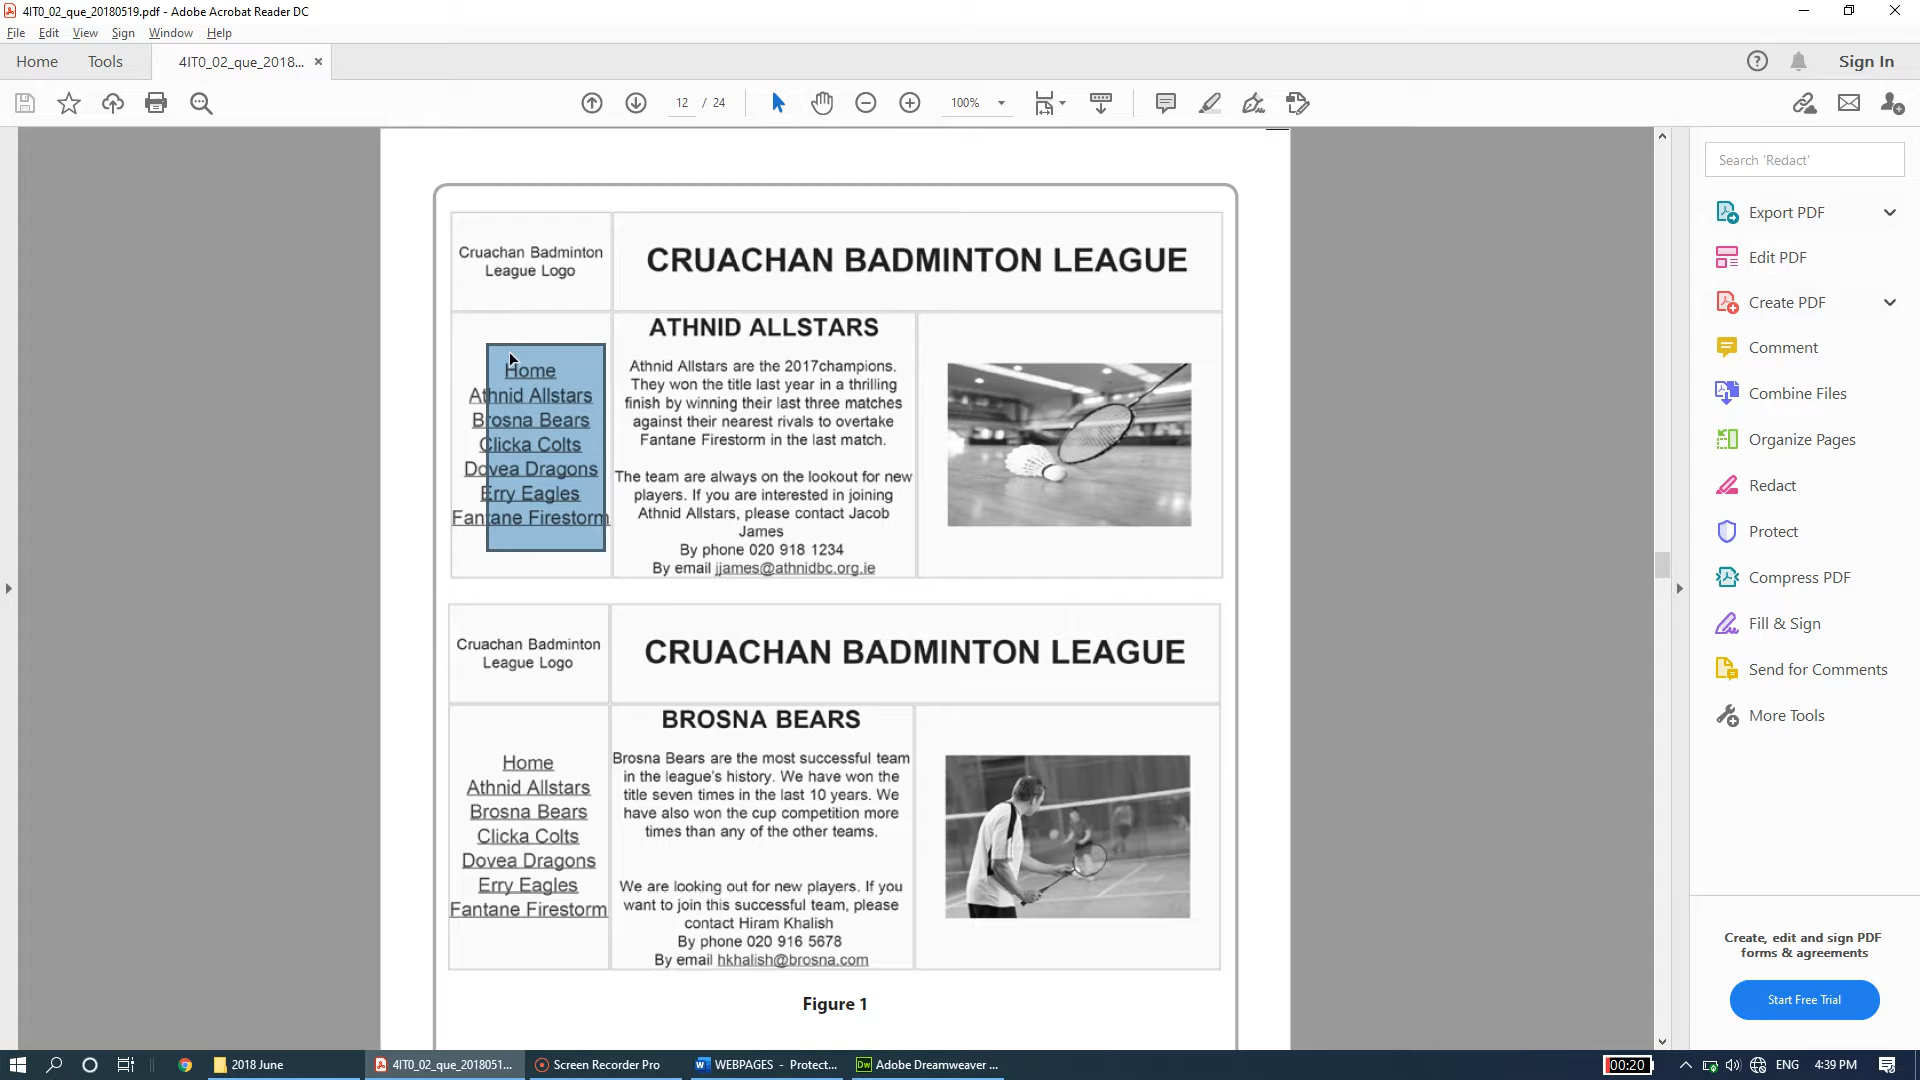 4IT0_02_que_20180519.pdf - Adobe Acrobat Reader DC
File Edit View Sign Window Help
Home Tools 4IT0_02_que_2018... × Sign In
12 / 24 100%
Search 'Redact'
Export PDF
Edit PDF
Create PDF
Comment
Combine Files
Organize Pages
Redact
Protect
Compress PDF
Fill & Sign
Send for Comments
More Tools
Create, edit and sign PDF
forms & agreements
Start Free Trial
Cruachan Badminton
League Logo
CRUACHAN BADMINTON LEAGUE
Home
Athnid Allstars
Brosna Bears
Clicka Colts
Dovea Dragons
Erry Eagles
Fantane Firestorm
ATHNID ALLSTARS
Athnid Allstars are the 2017champions.
They won the title last year in a thrilling
finish by winning their last three matches
against their nearest rivals to overtake
Fantane Firestorm in the last match.
The team are always on the lookout for new
players. If you are interested in joining
Athnid Allstars, please contact Jacob
James
By phone 020 918 1234
By email jjames@athnidbc.org.ie
Cruachan Badminton
League Logo
CRUACHAN BADMINTON LEAGUE
Home
Athnid Allstars
Brosna Bears
Clicka Colts
Dovea Dragons
Erry Eagles
Fantane Firestorm
BROSNA BEARS
Brosna Bears are the most successful team
in the league's history. We have won the
title seven times in the last 10 years. We
have also won the cup competition more
times than any of the other teams.
We are looking out for new players. If you
want to join this successful team, please
contact Hiram Khalish
By phone 020 916 5678
By email hkhalish@brosna.com
Figure 1
2018 June 4IT0_02_que_2018051... Screen Recorder Pro WEBPAGES - Protect... Dw Adobe Dreamweaver ... 00:20 ENG 4:39 PM